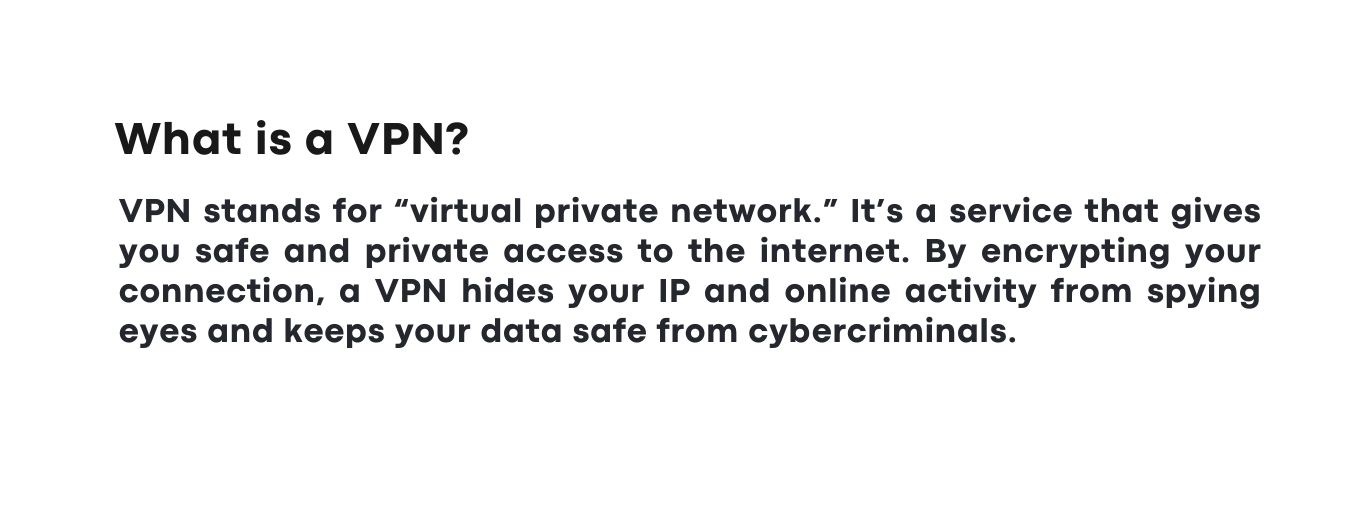 What is a VPN?
VPN stands for “virtual private network.” It’s a service that gives
you safe and private access to the internet. By encrypting your
connection, a VPN hides your IP and online activity from spying
eyes and keeps your data safe from cybercriminals.